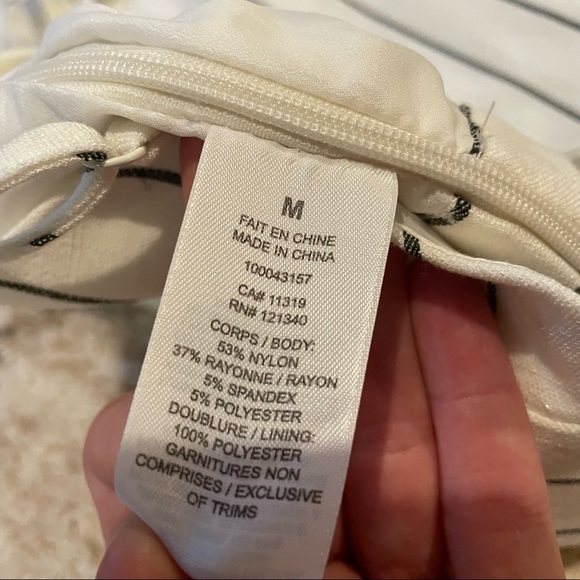 M
FAIT EN CHINE
MADE IN CHINA
100043157
CA# 11319
RN# 121340
CORPS / BODY:
53% NYLON
37% RAYONNE / RAYON
5% SPANDEX
5% POLYESTER
DOUBLURE / LINING:
100% POLYESTER
GARNITURES NON
COMPRISES / EXCLUSIVE
OF TRIMS